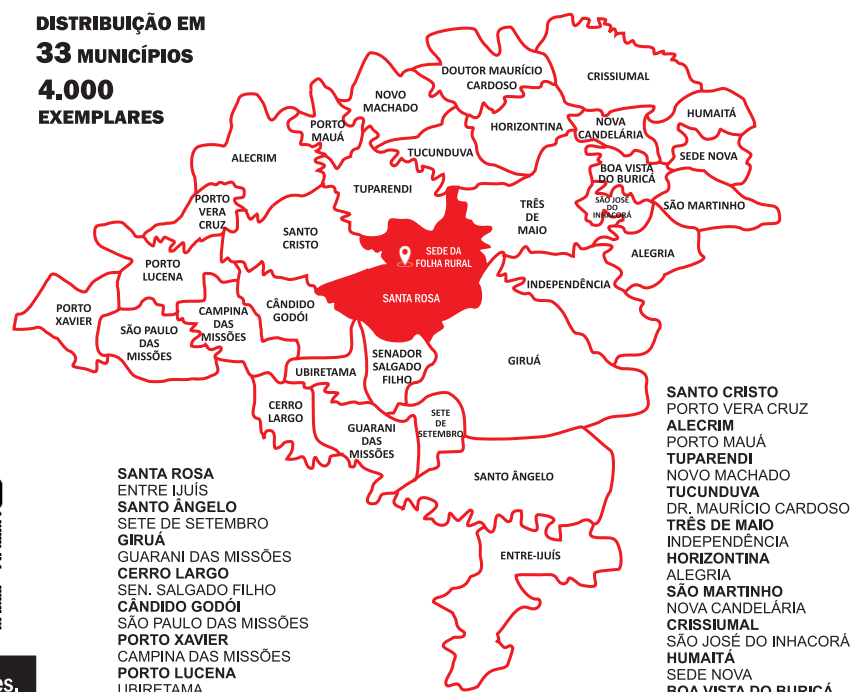 DISTRIBUIÇÃO EM
33 MUNICÍPIOS
4.000
EXEMPLARES
DOUTOR MAURÍCIO
CARDOSO
CRISSIUMAL
NOVO
MACHADO
HORIZONTINA
NOVA
CANDELÁRIA
HUMAITÁ
PORTO
MAUÁ
TUCUNDUVA
SEDE NOVA
ALECRIM
BOA VISTA
DO BURICÁ
TUPARENDI
PORTO
VERA
CRUZ
TRÊS
DE
MAIO
SÃO JOSÉ
DO
INHACORÁ
SÃO MARTINHO
SANTO
CRISTO
SEDE DA
FOLHA RURAL
ALEGRIA
PORTO
LUCENA
INDEPENDÊNCIA
SANTA ROSA
PORTO
XAVIER
CAMPINA
DAS
MISSÕES
CÂNDIDO
GODÓI
SÃO PAULO
DAS
MISSÕES
SENADOR
SALGADO
FILHO
GIRUÁ
UBIRETAMA
CERRO
LARGO
GUARANI
DAS
MISSÕES
SETE
DE
SETEMBRO
SANTO ÂNGELO
ENTRE-IJUÍS
SANTA ROSA
ENTRE IJUÍS
SANTO ÂNGELO
SETE DE SETEMBRO
GIRUÁ
GUARANI DAS MISSÕES
CERRO LARGO
SEN. SALGADO FILHO
CÂNDIDO GODÓI
SÃO PAULO DAS MISSÕES
PORTO XAVIER
CAMPINA DAS MISSÕES
PORTO LUCENA
UBIRETAMA
SANTO CRISTO
PORTO VERA CRUZ
ALECRIM
PORTO MAUÁ
TUPARENDI
NOVO MACHADO
TUCUNDUVA
DR. MAURÍCIO CARDOSO
TRÊS DE MAIO
INDEPENDÊNCIA
HORIZONTINA
ALEGRIA
SÃO MARTINHO
NOVA CANDELÁRIA
CRISSIUMAL
SÃO JOSÉ DO INHACORÁ
HUMAITÁ
SEDE NOVA
BOA VISTA DO BURICÁ
es.